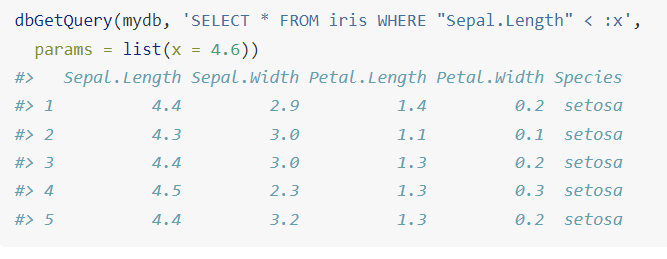 dbGetQuery(mydb, 'SELECT * FROM iris WHERE "Sepal.Length" < :x',
  params = list(x = 4.6))
#>   Sepal.Length Sepal.Width Petal.Length Petal.Width Species
#> 1          4.4         2.9          1.4         0.2  setosa
#> 2          4.3         3.0          1.1         0.1  setosa
#> 3          4.4         3.0          1.3         0.2  setosa
#> 4          4.5         2.3          1.3         0.3  setosa
#> 5          4.4         3.2          1.3         0.2  setosa